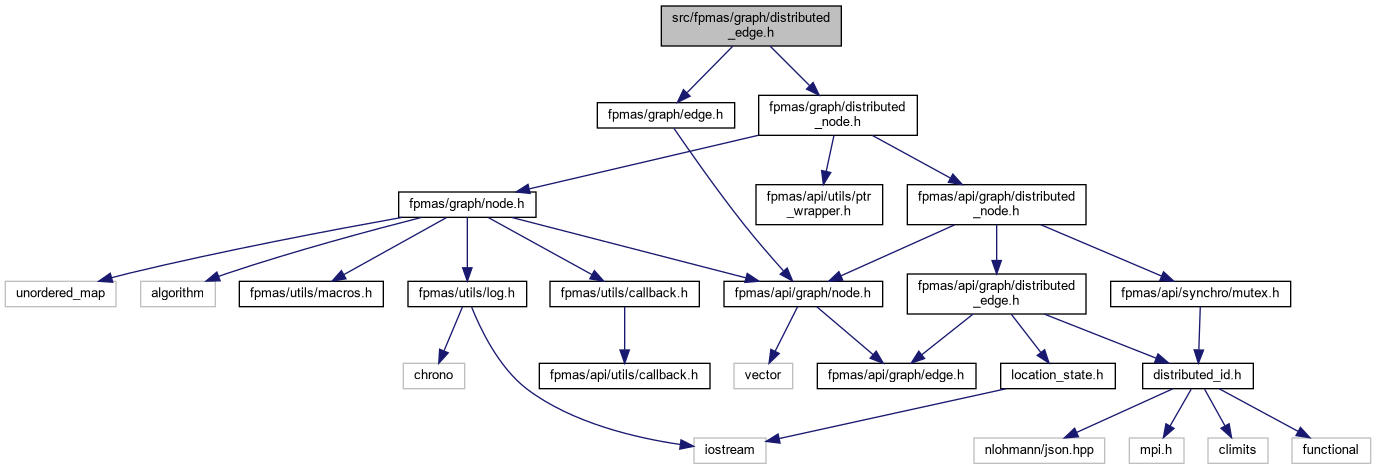 src/fpmas/graph/distributed
_edge.h
fpmas/graph/edge.h
fpmas/graph/distributed
_node.h
fpmas/graph/node.h
fpmas/api/utils/ptr
_wrapper.h
fpmas/api/graph/distributed
_node.h
unordered_map
algorithm
fpmas/utils/macros.h
fpmas/utils/log.h
fpmas/utils/callback.h
fpmas/api/graph/node.h
fpmas/api/graph/distributed
_edge.h
fpmas/api/synchro/mutex.h
chrono
fpmas/api/utils/callback.h
vector
fpmas/api/graph/edge.h
location_state.h
distributed_id.h
iostream
nlohmann/json.hpp
mpi.h
climits
functional